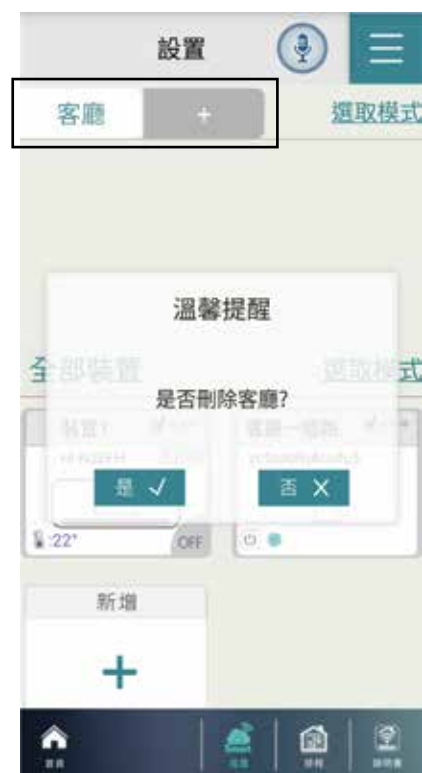 設置
客廳 +
選取模式
溫馨提醒
全部裝置 選取模式
是否刪除客廳?
是 ✓ 否 X
:22° OFF
新增
+